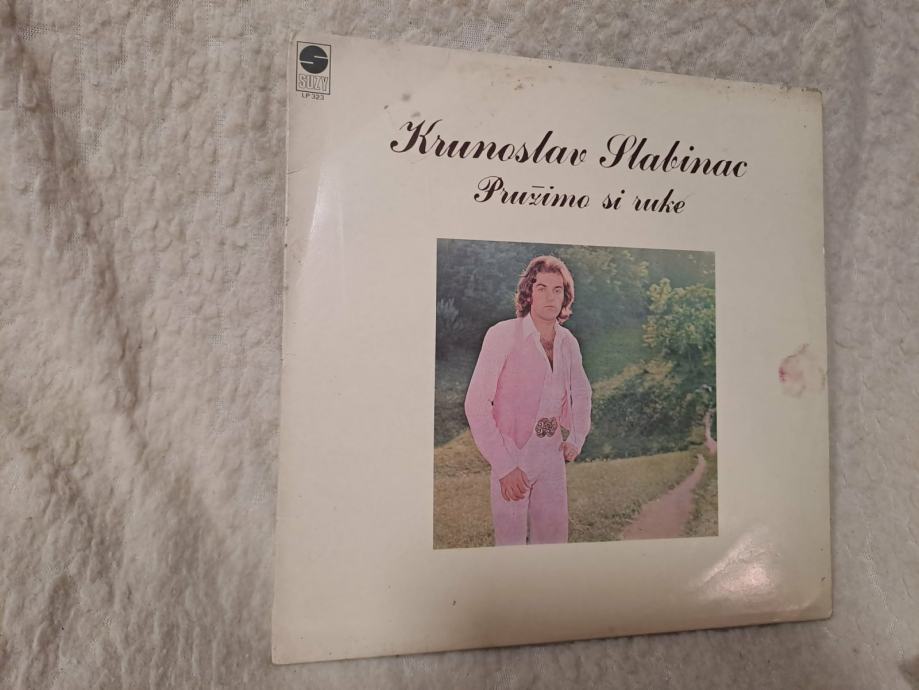 SUZY
LP 323
Krunoslav Slabinac
Pružimo si ruke